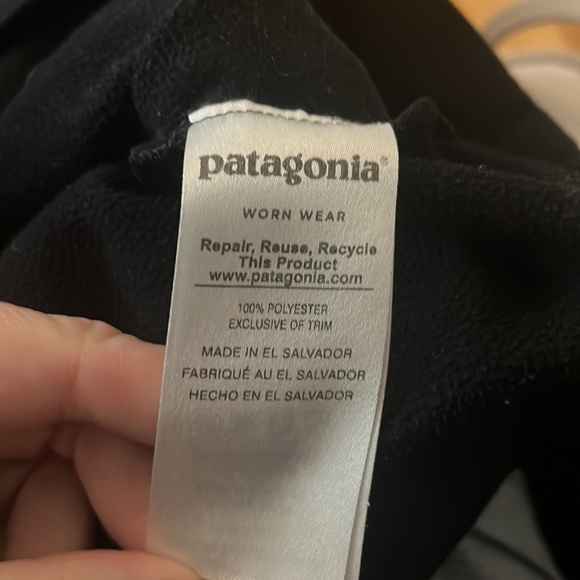 patagonia®
WORN WEAR
Repair, Reuse, Recycle
This Product
www.patagonia.com
100% POLYESTER
EXCLUSIVE OF TRIM
MADE IN EL SALVADOR
FABRIQUÉ AU EL SALVADOR
HECHO EN EL SALVADOR